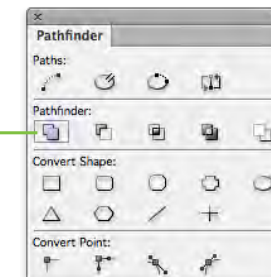 Pathfinder
Paths:
Pathfinder:
Convert Shape:
Convert Point: